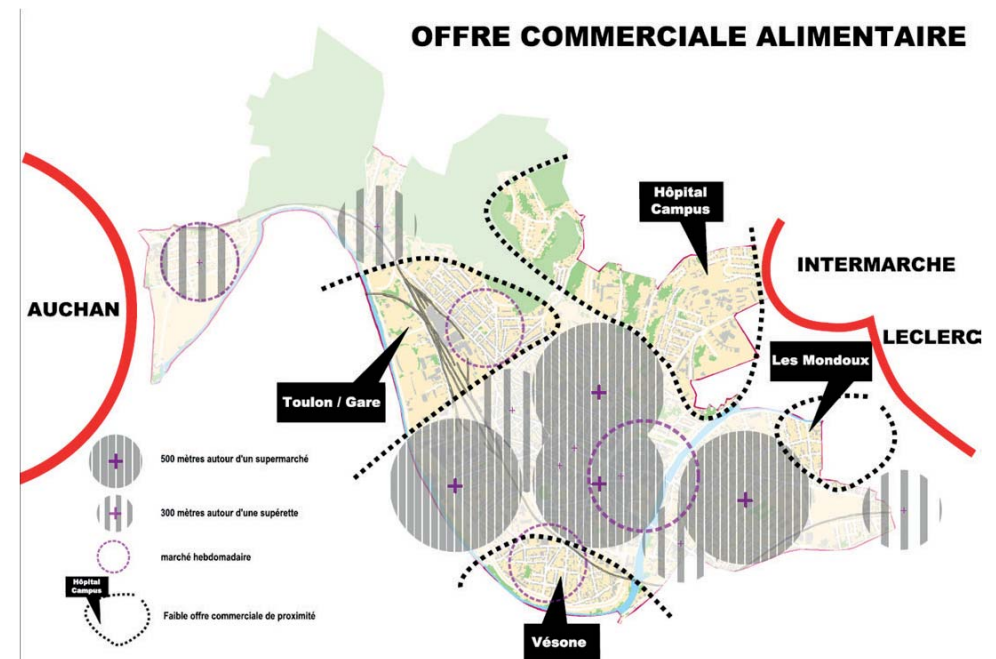 OFFRE COMMERCIALE ALIMENTAIRE
Hôpital
Campus
INTERMARCHE
AUCHAN
LECLERC
Les Mondoux
Toulon / Gare
500 mètres autour d'un supermarché
300 mètres autour d'une supérette
marché hebdomadaire
Hôpital
Campus
Faible offre commerciale de proximité
Vésone